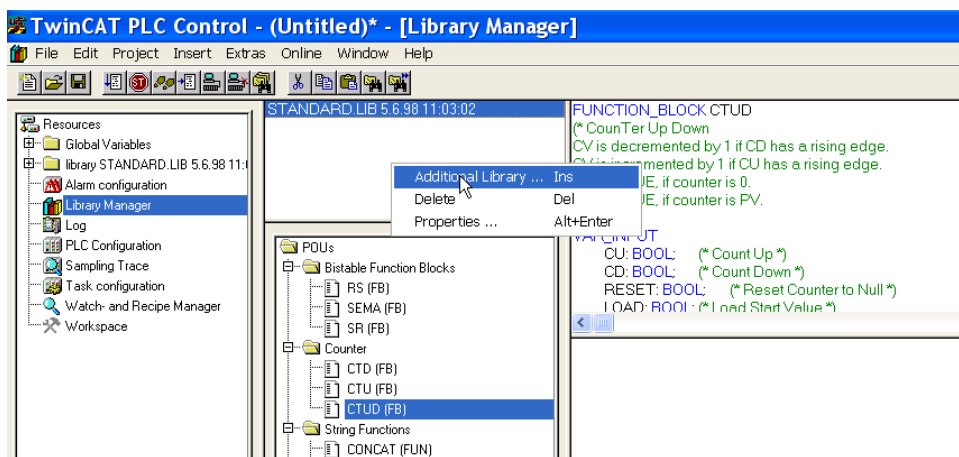 TwinCAT PLC Control - (Untitled)* - [Library Manager]
File Edit Project Insert Extras Online Window Help
Resources
Global Variables
library STANDARD.LIB 5.6.98 11:
Alarm configuration
Library Manager
Log
PLC Configuration
Sampling Trace
Task configuration
Watch- and Recipe Manager
Workspace
STANDARD.LIB 5.6.98 11:03:02
Additional Library ... Ins
Delete Del
Properties ... Alt+Enter
POUs
Bistable Function Blocks
RS (FB)
SEMA (FB)
SR (FB)
Counter
CTD (FB)
CTU (FB)
CTUD (FB)
String Functions
CONCAT (FUN)
FUNCTION_BLOCK CTUD
(* CounTer Up Down
CV is decremented by 1 if CD has a rising edge.
CV is incremented by 1 if CU has a rising edge.
UE, if counter is 0.
UE, if counter is PV.
VAR_INPUT
CU: BOOL; (* Count Up *)
CD: BOOL; (* Count Down *)
RESET: BOOL; (* Reset Counter to Null *)
LOAD: BOOL; (* Load Start Value *)